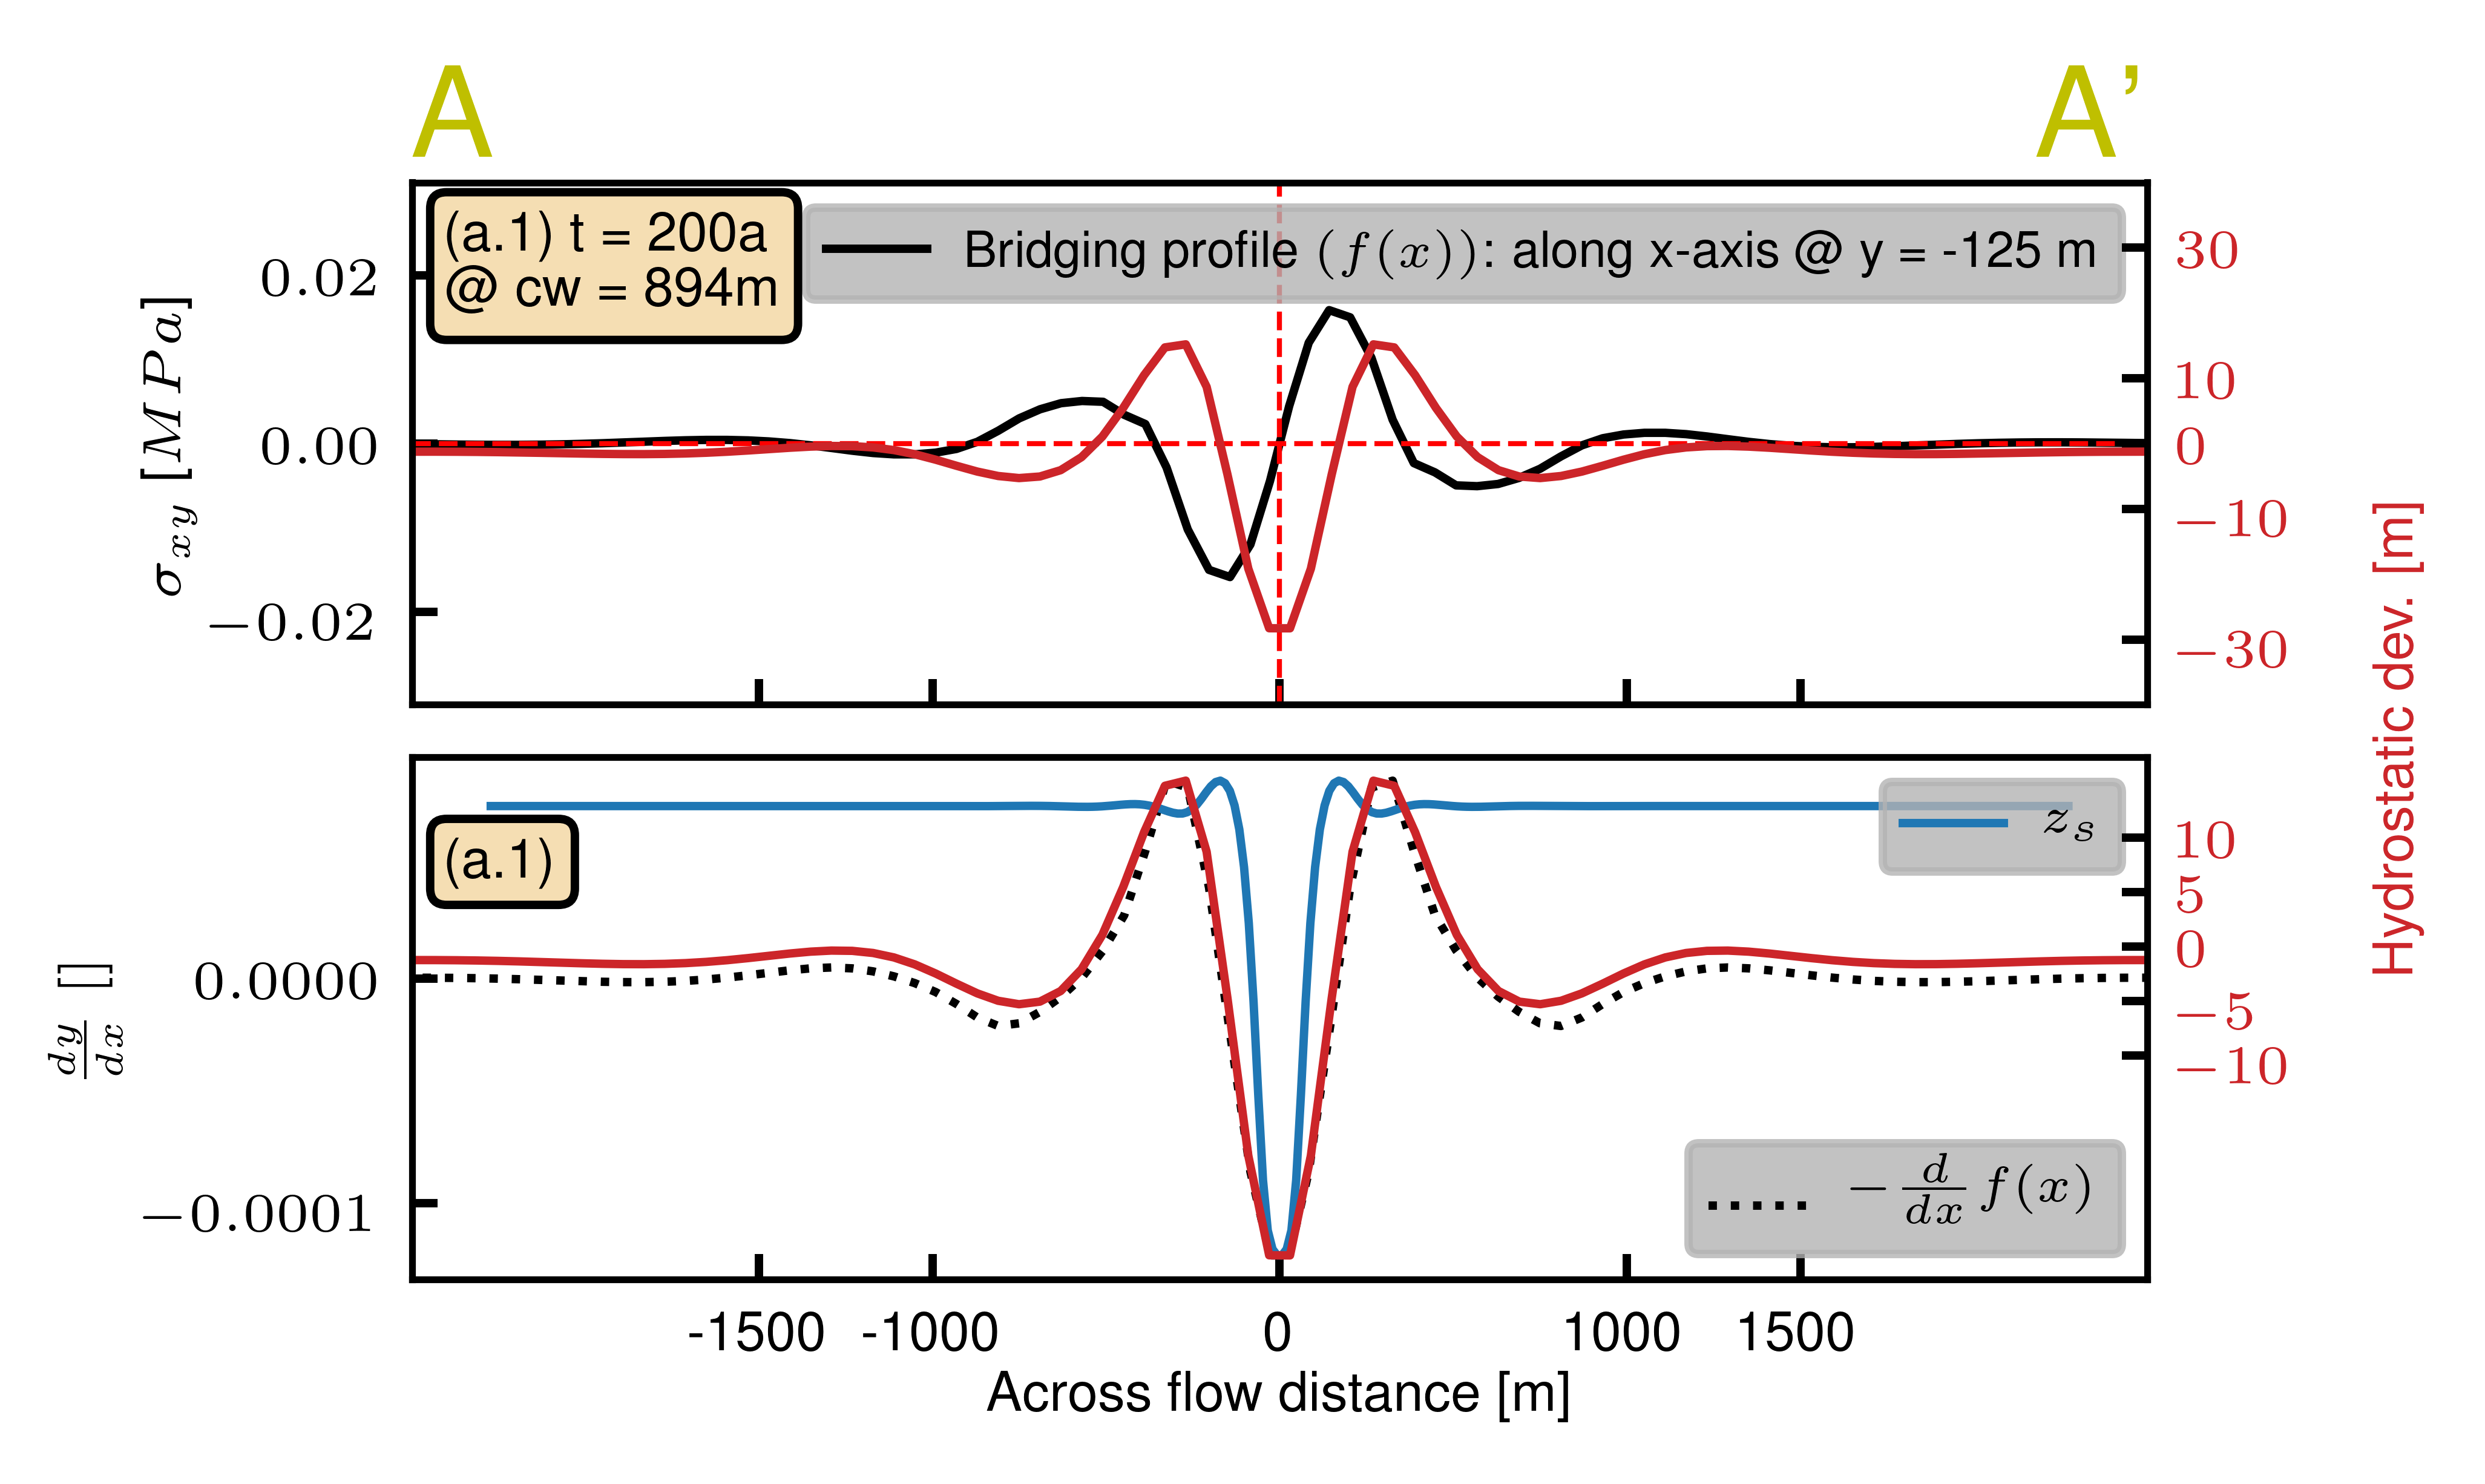 A A’
(a.1) t = 200a
@ cw = 894m
Bridging profile (f(x)): along x-axis @ y = -125 m
σxy [MPa]
0.02
0.00
−0.02
30
10
0
−10
−30
Hydrostatic dev. [m]
(a.1)
zs
dy/dx []
0.0000
−0.0001
10
5
0
−5
−10
− d/dx f(x)
-1500 -1000 0 1000 1500
Across flow distance [m]